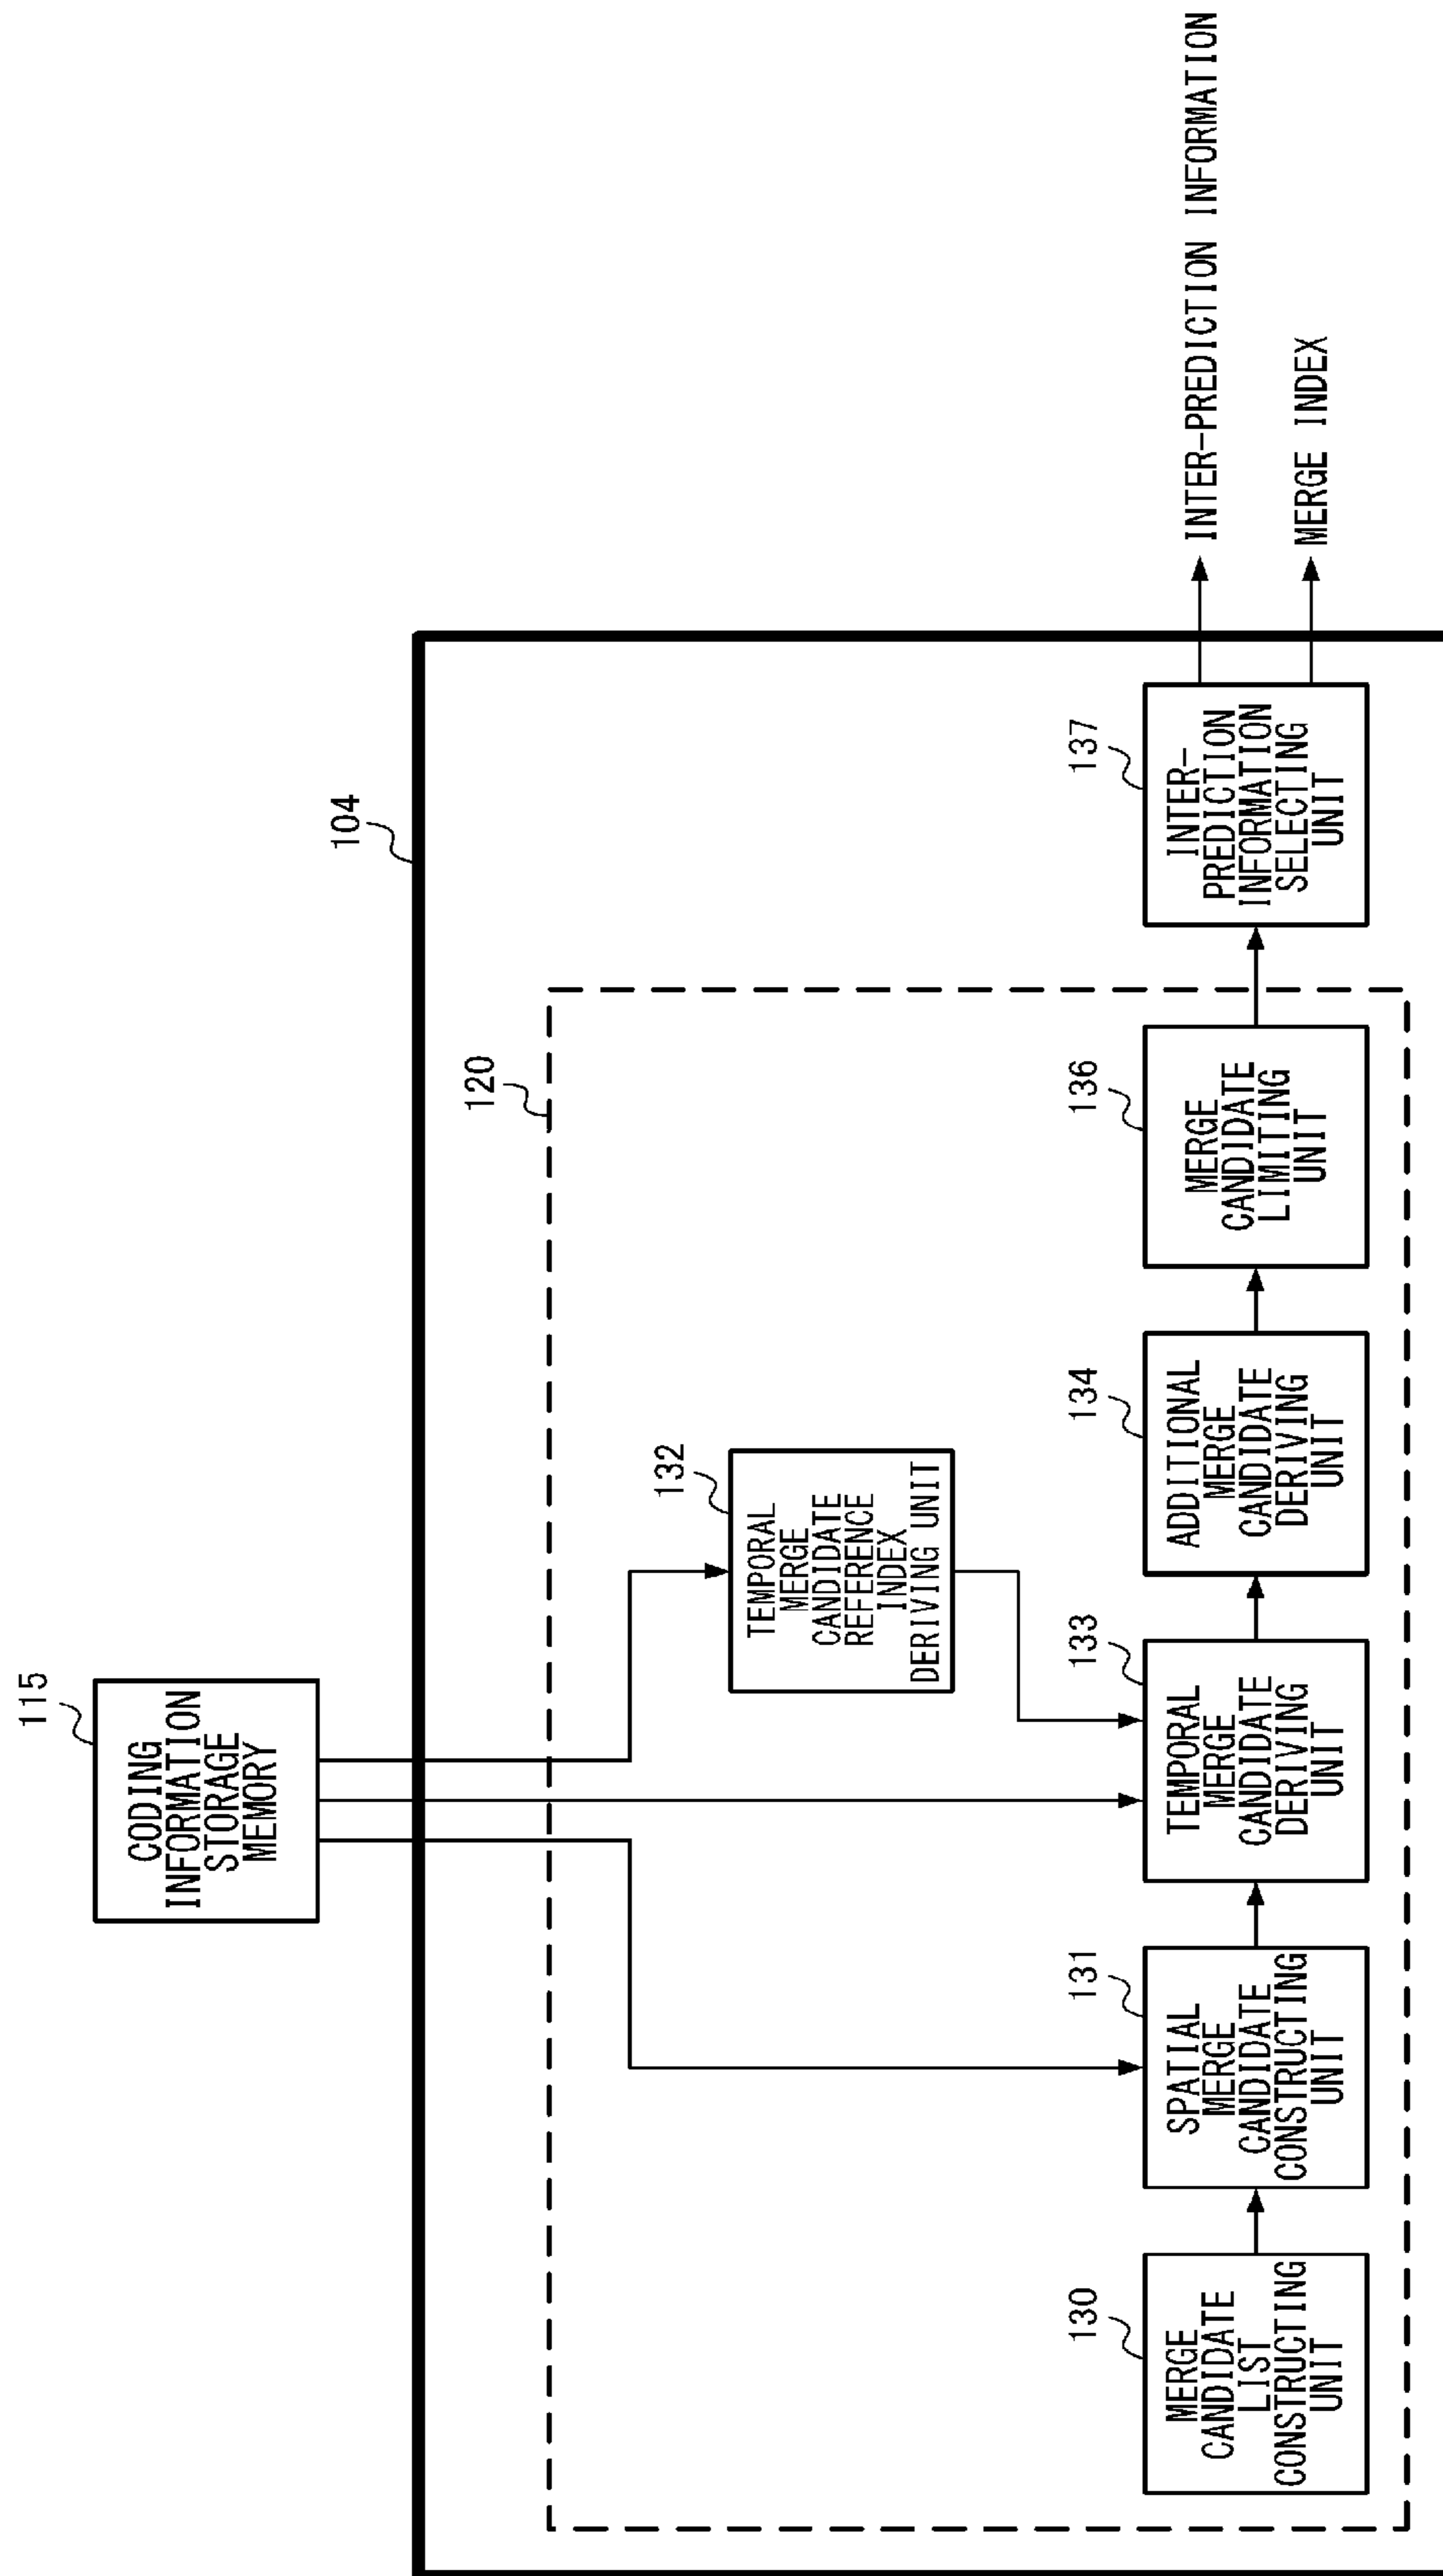 115
CODING
INFORMATION
STORAGE
MEMORY
104
120
132
TEMPORAL
MERGE
CANDIDATE
REFERENCE
INDEX
DERIVING UNIT
130
MERGE
CANDIDATE
LIST
CONSTRUCTING
UNIT
131
SPATIAL
MERGE
CANDIDATE
CONSTRUCTING
UNIT
133
TEMPORAL
MERGE
CANDIDATE
DERIVING
UNIT
134
ADDITIONAL
MERGE
CANDIDATE
DERIVING
UNIT
136
MERGE
CANDIDATE
LIMITING
UNIT
137
INTER-
PREDICTION
INFORMATION
SELECTING
UNIT
INTER-PREDICTION INFORMATION
MERGE INDEX